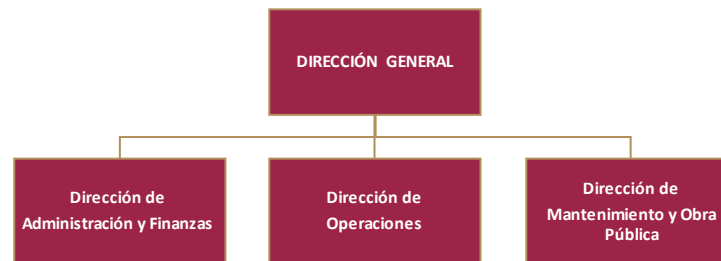 DIRECCIÓN GENERAL
Dirección de
Administración y Finanzas
Dirección de
Operaciones
Dirección de
Mantenimiento y Obra
Pública